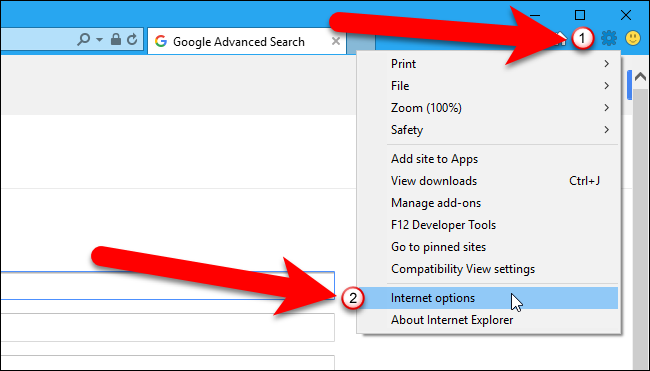 Google Advanced Search
1
Print
File
Zoom (100%)
Safety
Add site to Apps
View downloads Ctrl+J
Manage add-ons
F12 Developer Tools
Go to pinned sites
Compatibility View settings
2 Internet options
About Internet Explorer